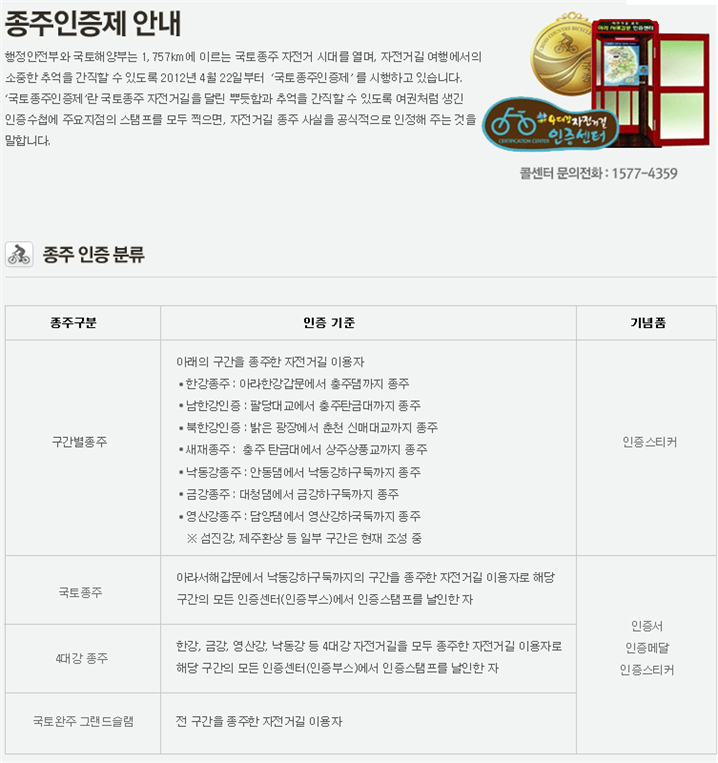 종주인증제 안내
행정안전부와 국토해양부는 1,757km에 이르는 국토종주 자전거 시대를 열며, 자전거길 여행에서의
소중한 추억을 간직할 수 있도록 2012년 4월 22일부터 ‘국토종주인증제’를 시행하고 있습니다.
‘국토종주인증제’란 국토종주 자전거길을 달린 뿌듯함과 추억을 간직할 수 있도록 여권처럼 생긴
인증수첩에 주요지점의 스탬프를 모두 찍으면, 자전거길 종주 사실을 공식적으로 인정해 주는 것을
말합니다.
4대강 자전거길
인증센터
CERTIFICATION CENTER
콜센터 문의전화 : 1577-4359
종주 인증 분류
종주구분 인증 기준 기념품
구간별종주
아래의 구간을 종주한 자전거길 이용자
• 한강종주 : 아라한강갑문에서 충주댐까지 종주
• 남한강인증 : 팔당대교에서 충주탄금대까지 종주
• 북한강인증 : 밝은 광장에서 춘천 신매대교까지 종주
• 새재종주 : 충주 탄금대에서 상주상풍교까지 종주
• 낙동강종주 : 안동댐에서 낙동강하구둑까지 종주
• 금강종주 : 대청댐에서 금강하구둑까지 종주
• 영산강종주 : 담양댐에서 영산강하국둑까지 종주
※ 섬진강, 제주환상 등 일부 구간은 현재 조성 중
인증스티커
국토종주
아라서해갑문에서 낙동강하구둑까지의 구간을 종주한 자전거길 이용자로 해당
구간의 모든 인증센터(인증부스)에서 인증스탬프를 날인한 자
4대강 종주
한강, 금강, 영산강, 낙동강 등 4대강 자전거길을 모두 종주한 자전거길 이용자로
해당 구간의 모든 인증센터(인증부스)에서 인증스탬프를 날인한 자
국토완주 그랜드슬램
전 구간을 종주한 자전거길 이용자
인증서
인증메달
인증스티커